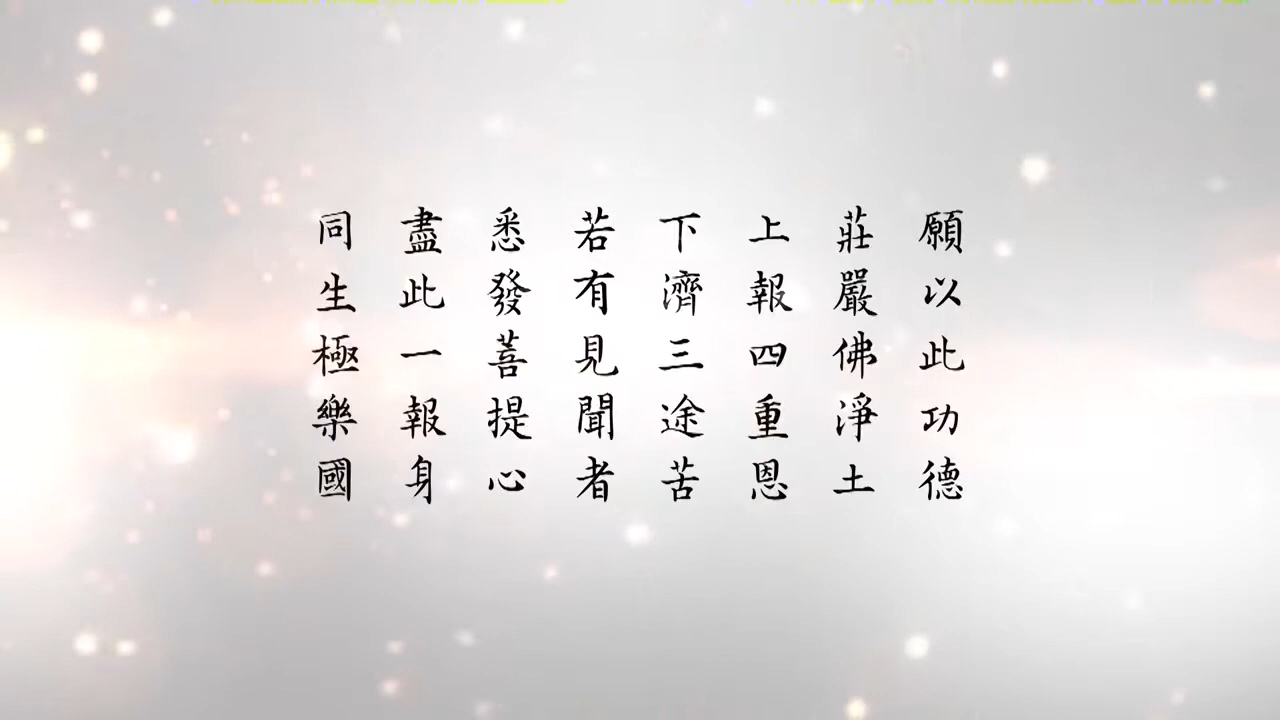 願以此功德
莊嚴佛淨土
上報四重恩
下濟三途苦
若有見聞者
悉發菩提心
盡此一報身
同生極樂國